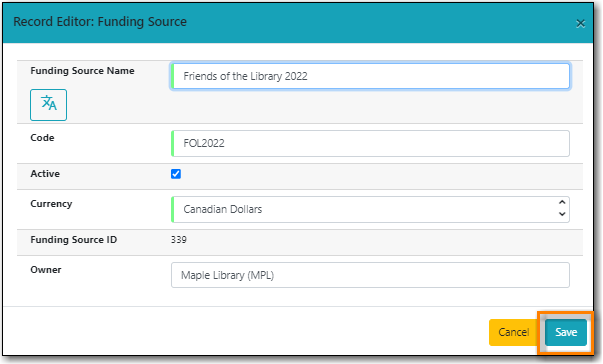 Record Editor: Funding Source ×
Funding Source Name Friends of the Library 2022
Code FOL2022
Active
Currency Canadian Dollars
Funding Source ID 339
Owner Maple Library (MPL)
Cancel Save